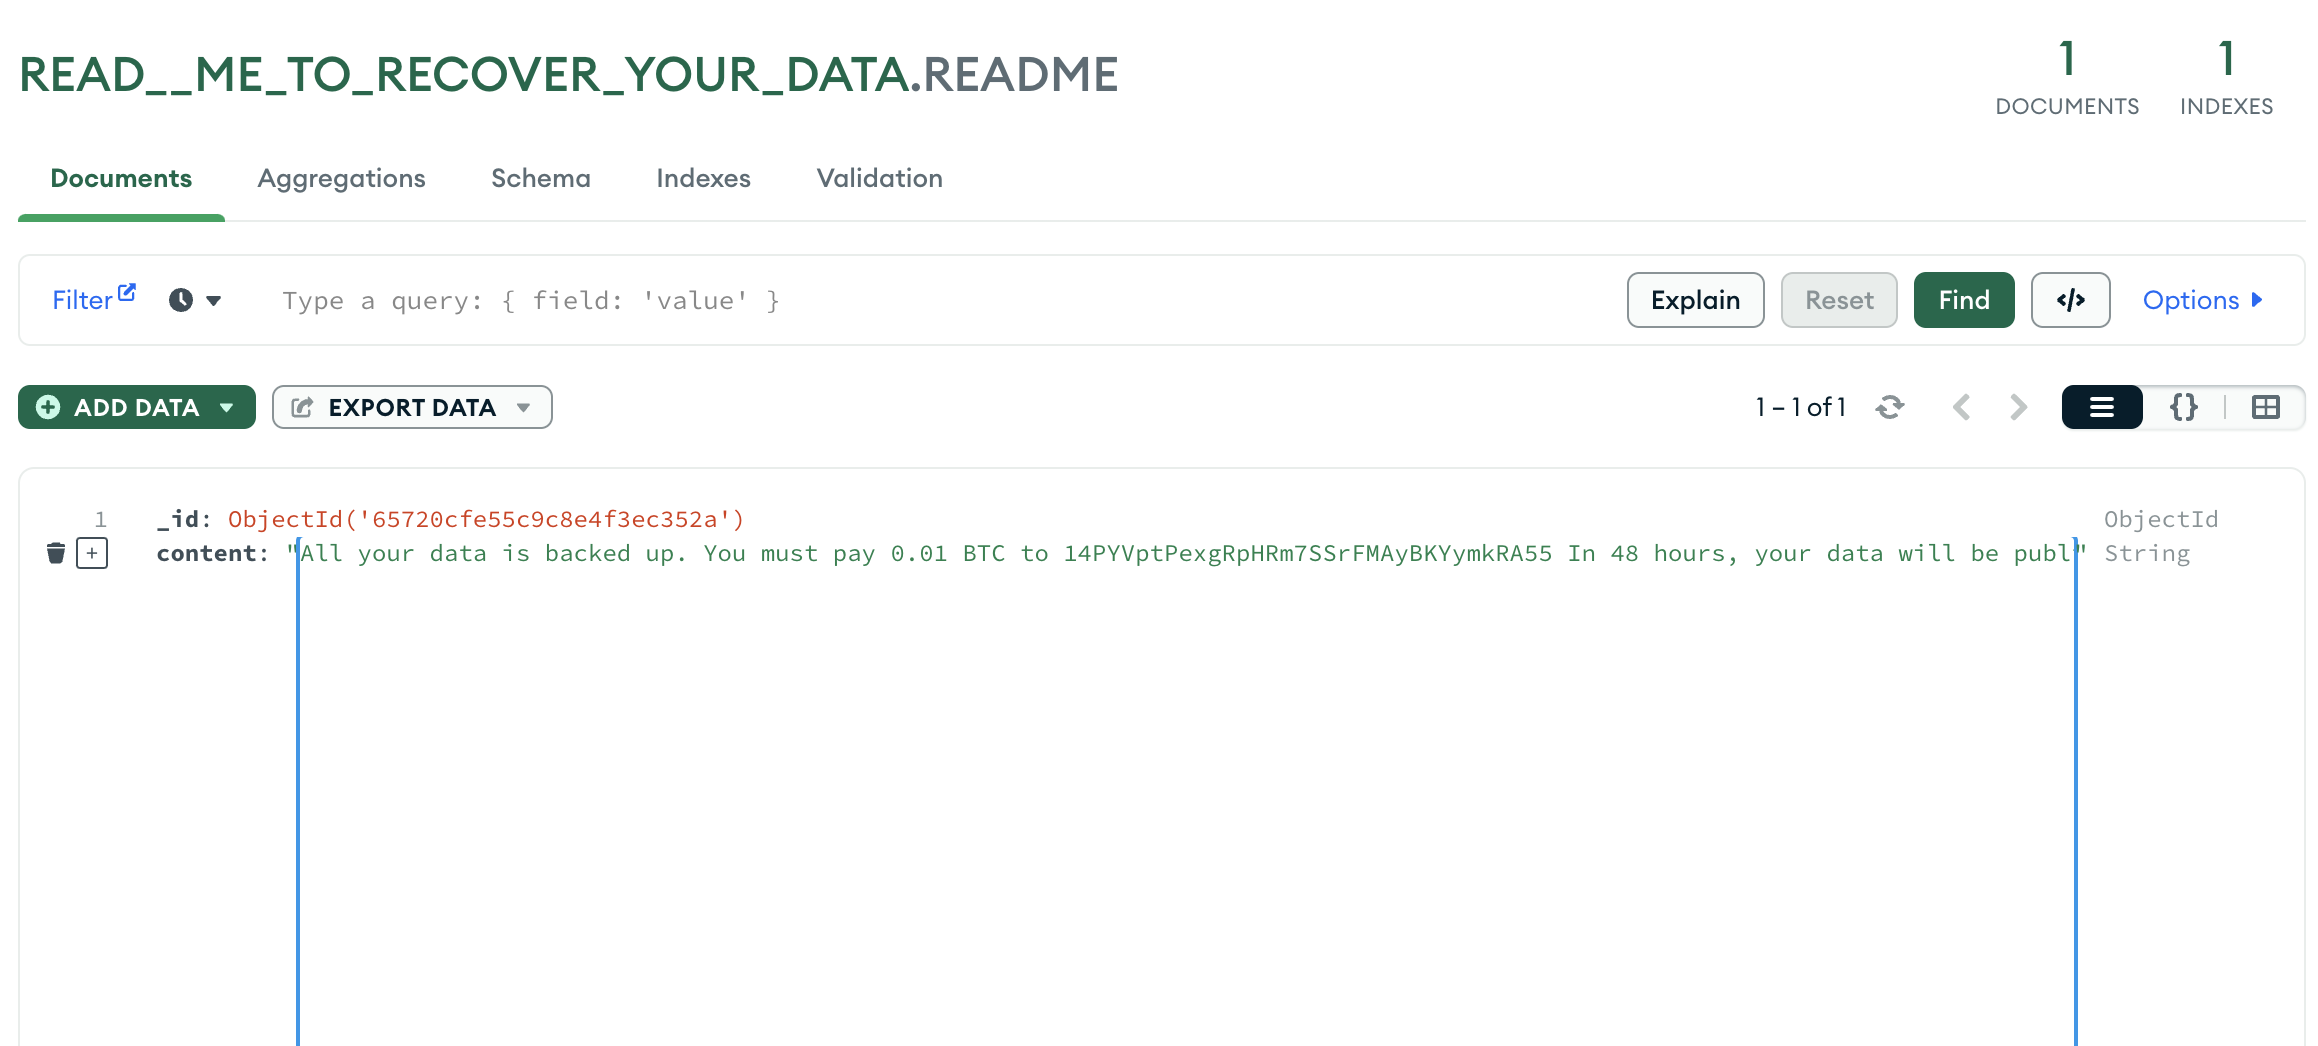 READ__ME_TO_RECOVER_YOUR_DATA.README
1 DOCUMENTS
1 INDEXES
Documents Aggregations Schema Indexes Validation
Filter Type a query: { field: 'value' } Explain Reset Find </> Options
ADD DATA EXPORT DATA 1 – 1 of 1 {}
1 _id: ObjectId('65720cfe55c9c8e4f3ec352a') ObjectId
+ content: "All your data is backed up. You must pay 0.01 BTC to 14PYVptPexgRpHRm7SSrFMAyBKYymkRA55 In 48 hours, your data will be publ" String